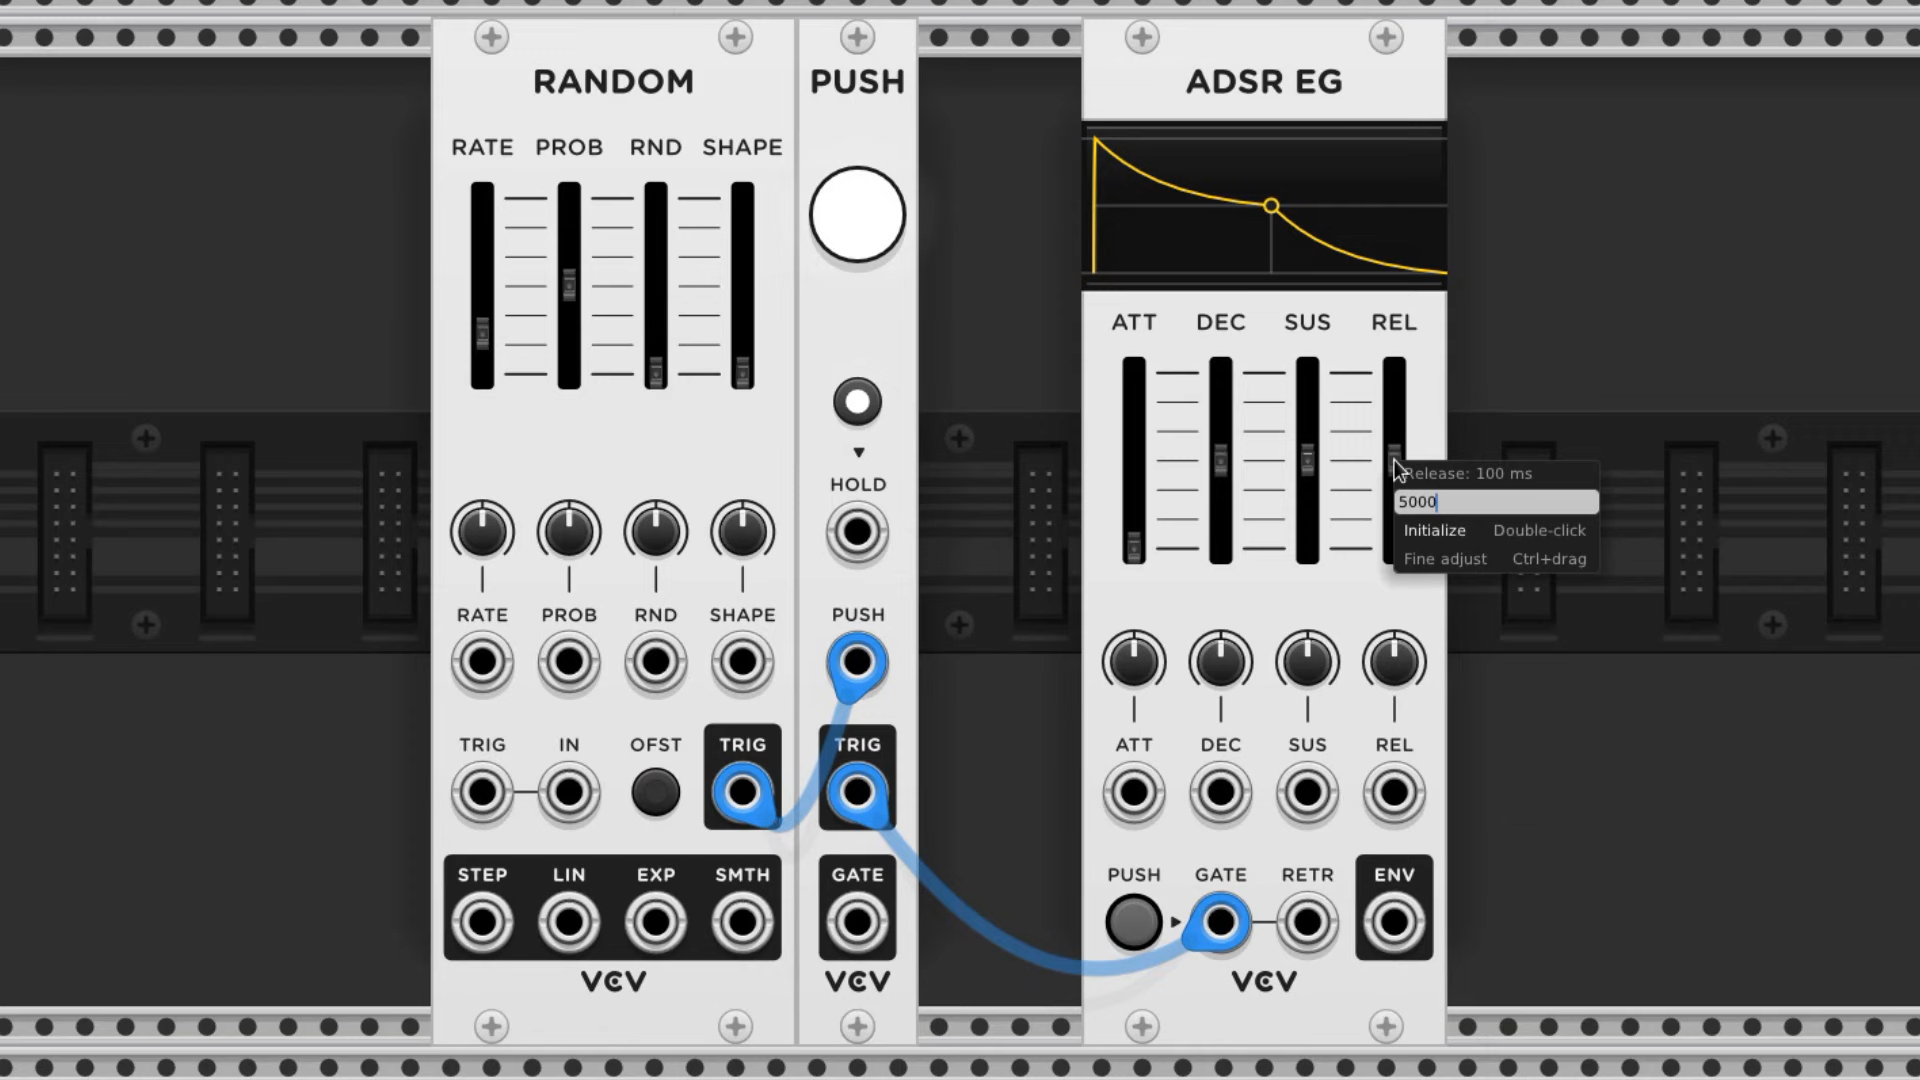 RANDOM
RATE PROB RND SHAPE
RATE PROB RND SHAPE
TRIG IN OFST TRIG
STEP LIN EXP SMTH
VCV
PUSH
HOLD
PUSH
TRIG
GATE
VCV
ADSR EG
ATT DEC SUS REL
Release: 100 ms
5000
Initialize Double-click
Fine adjust Ctrl+drag
ATT DEC SUS REL
PUSH GATE RETR ENV
VCV